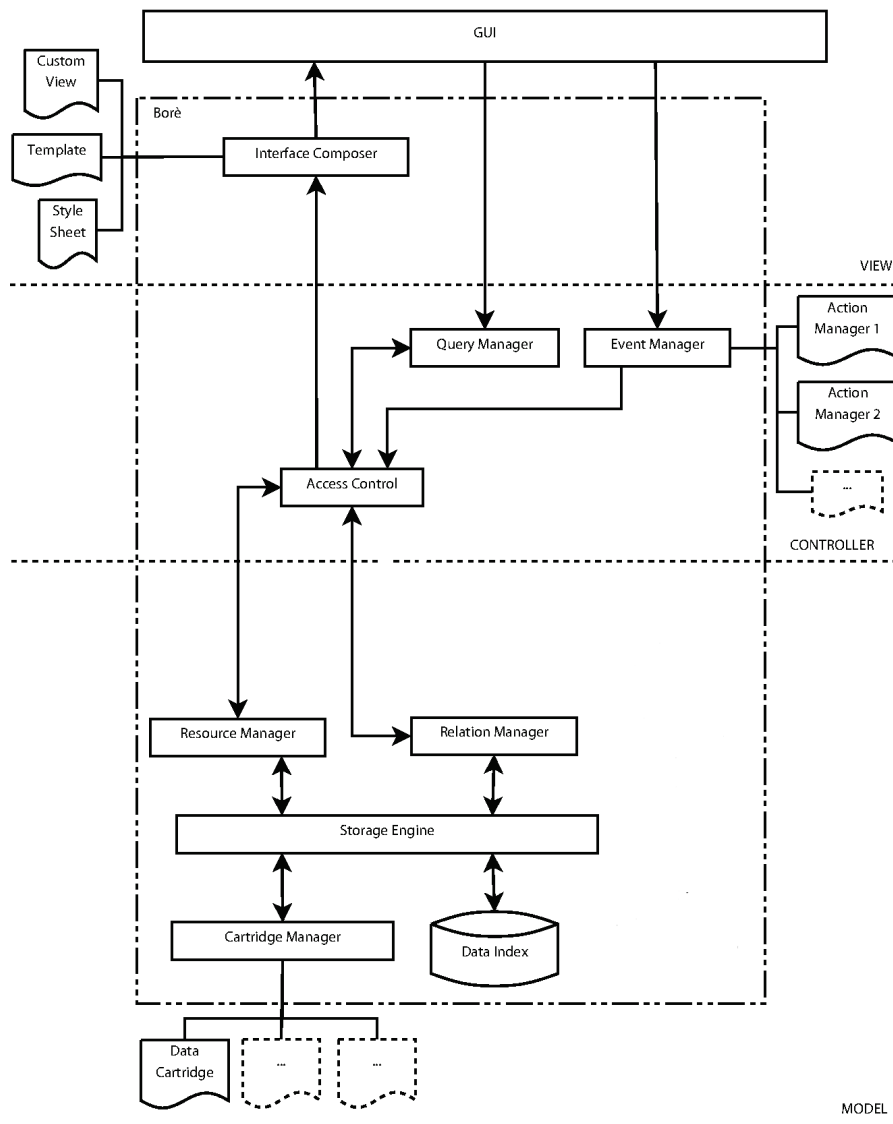 GUI
Custom
View
Borè
Template
Interface Composer
Style
Sheet
VIEW
Action
Manager 1
Query Manager
Event Manager
Action
Manager 2
Access Control
...
CONTROLLER
Resource Manager
Relation Manager
Storage Engine
Cartridge Manager
Data Index
Data
Cartridge
...
...
MODEL